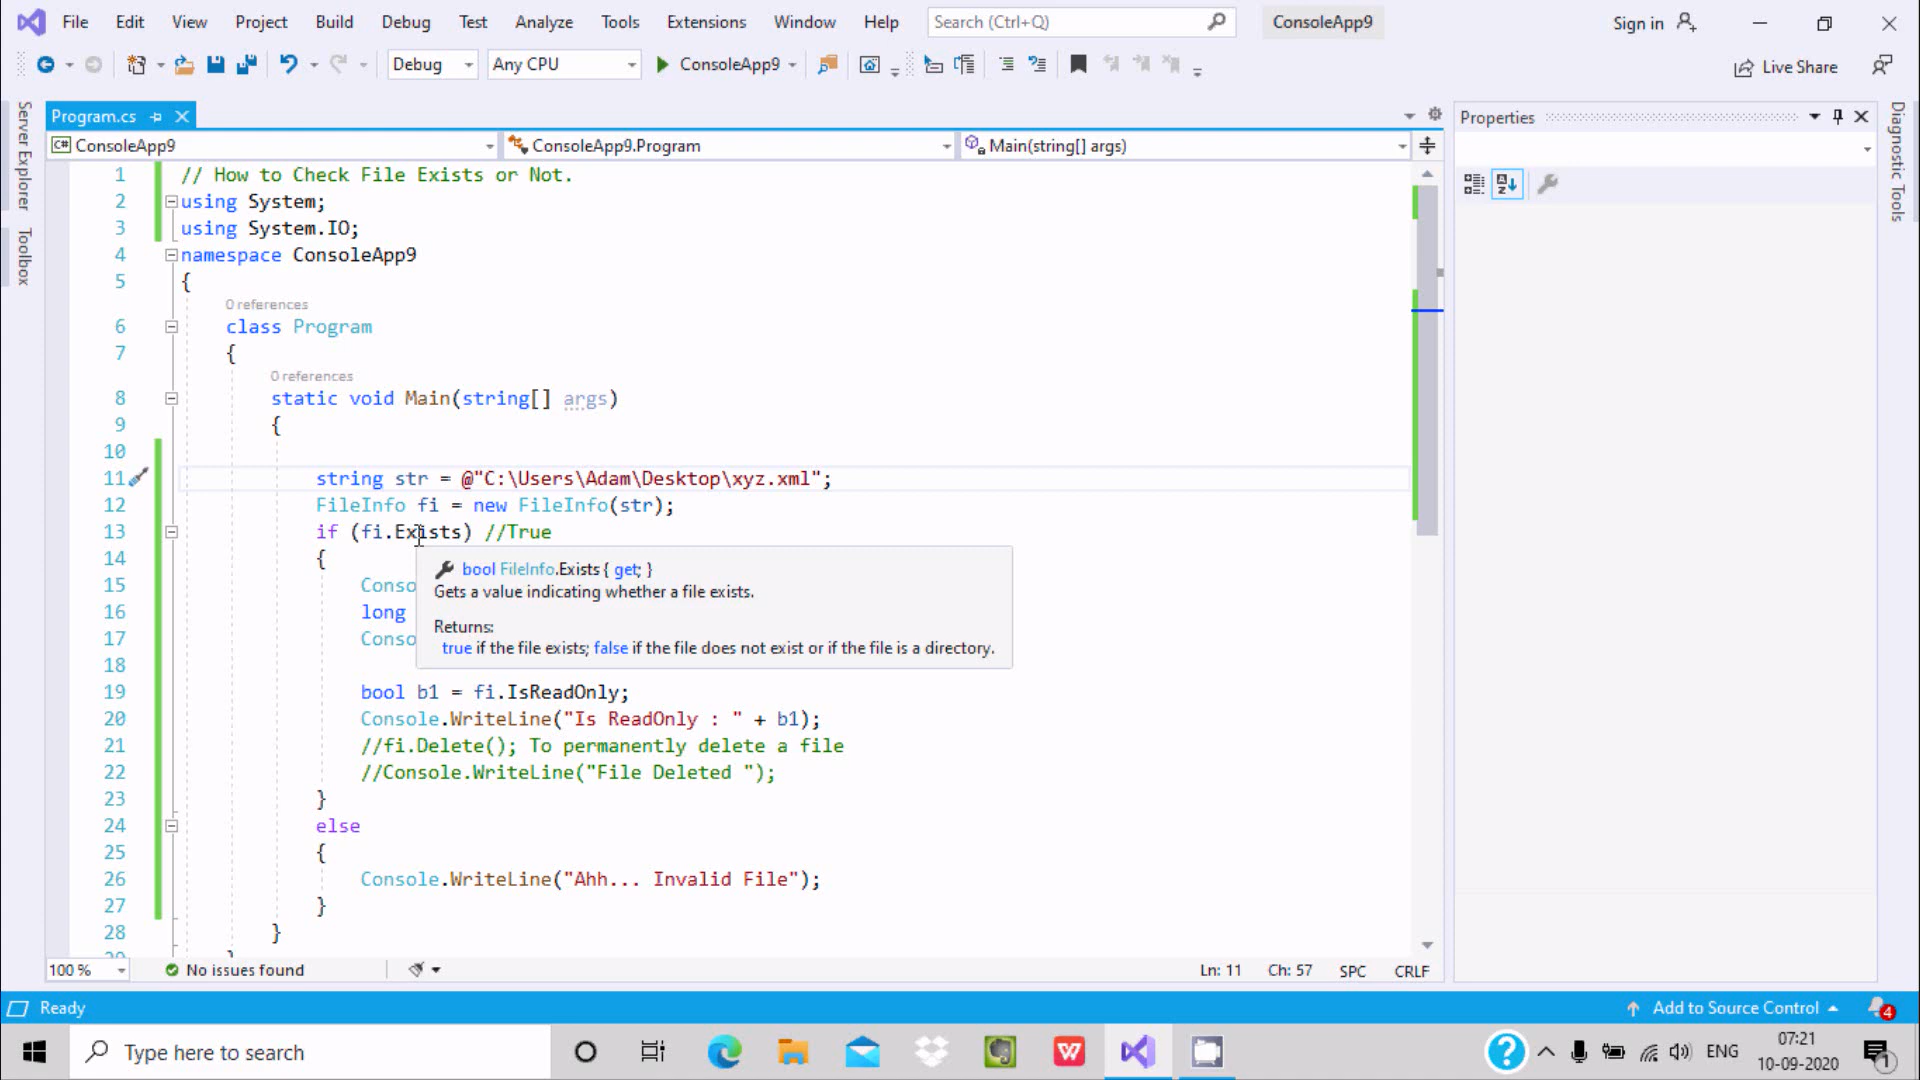 File Edit View Project Build Debug Test Analyze Tools Extensions Window Help Search (Ctrl+Q) ConsoleApp9 Sign in
Debug Any CPU ConsoleApp9 Live Share
Server Explorer
Toolbox
Program.cs
ConsoleApp9 ConsoleApp9.Program Main(string[] args)
1 // How to Check File Exists or Not.
2 using System;
3 using System.IO;
4 namespace ConsoleApp9
5 {
0 references
6 class Program
7 {
0 references
8 static void Main(string[] args)
9 {
10
11 string str = @"C:\Users\Adam\Desktop\xyz.xml";
12 FileInfo fi = new FileInfo(str);
13 if (fi.Exists) //True
14 {
bool FileInfo.Exists { get; }
15 Conso
Gets a value indicating whether a file exists.
16 long
Returns:
17 Conso
true if the file exists; false if the file does not exist or if the file is a directory.
18
19 bool b1 = fi.IsReadOnly;
20 Console.WriteLine("Is ReadOnly : " + b1);
21 //fi.Delete(); To permanently delete a file
22 //Console.WriteLine("File Deleted ");
23 }
24 else
25 {
26 Console.WriteLine("Ahh... Invalid File");
27 }
28 }
100 % No issues found Ln: 11 Ch: 57 SPC CRLF
Properties
Diagnostic Tools
Ready Add to Source Control 4
Type here to search ENG 07:21
10-09-2020 1